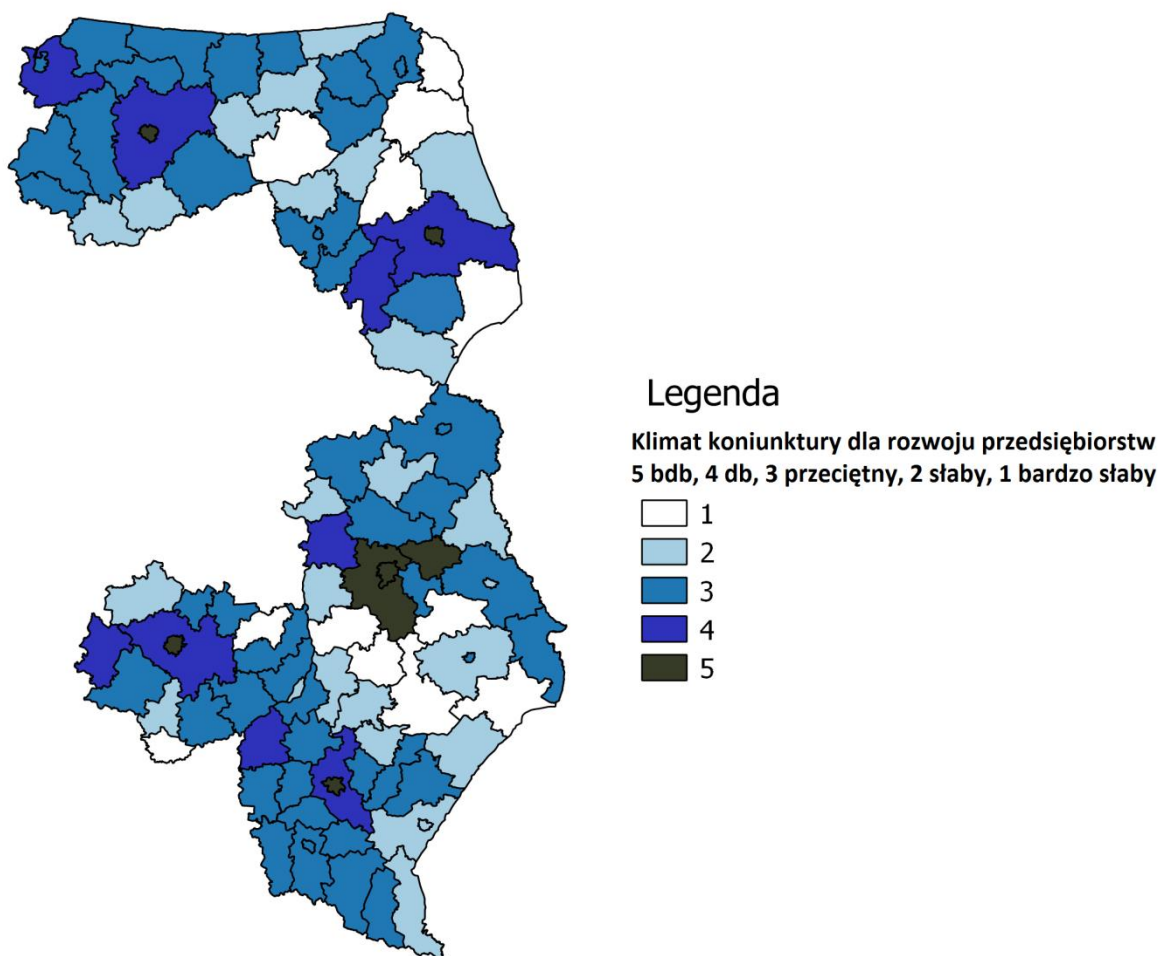 Legenda
Klimat koniunktury dla rozwoju przedsiębiorstw
5 bdb, 4 db, 3 przeciętny, 2 słaby, 1 bardzo słaby
1
2
3
4
5